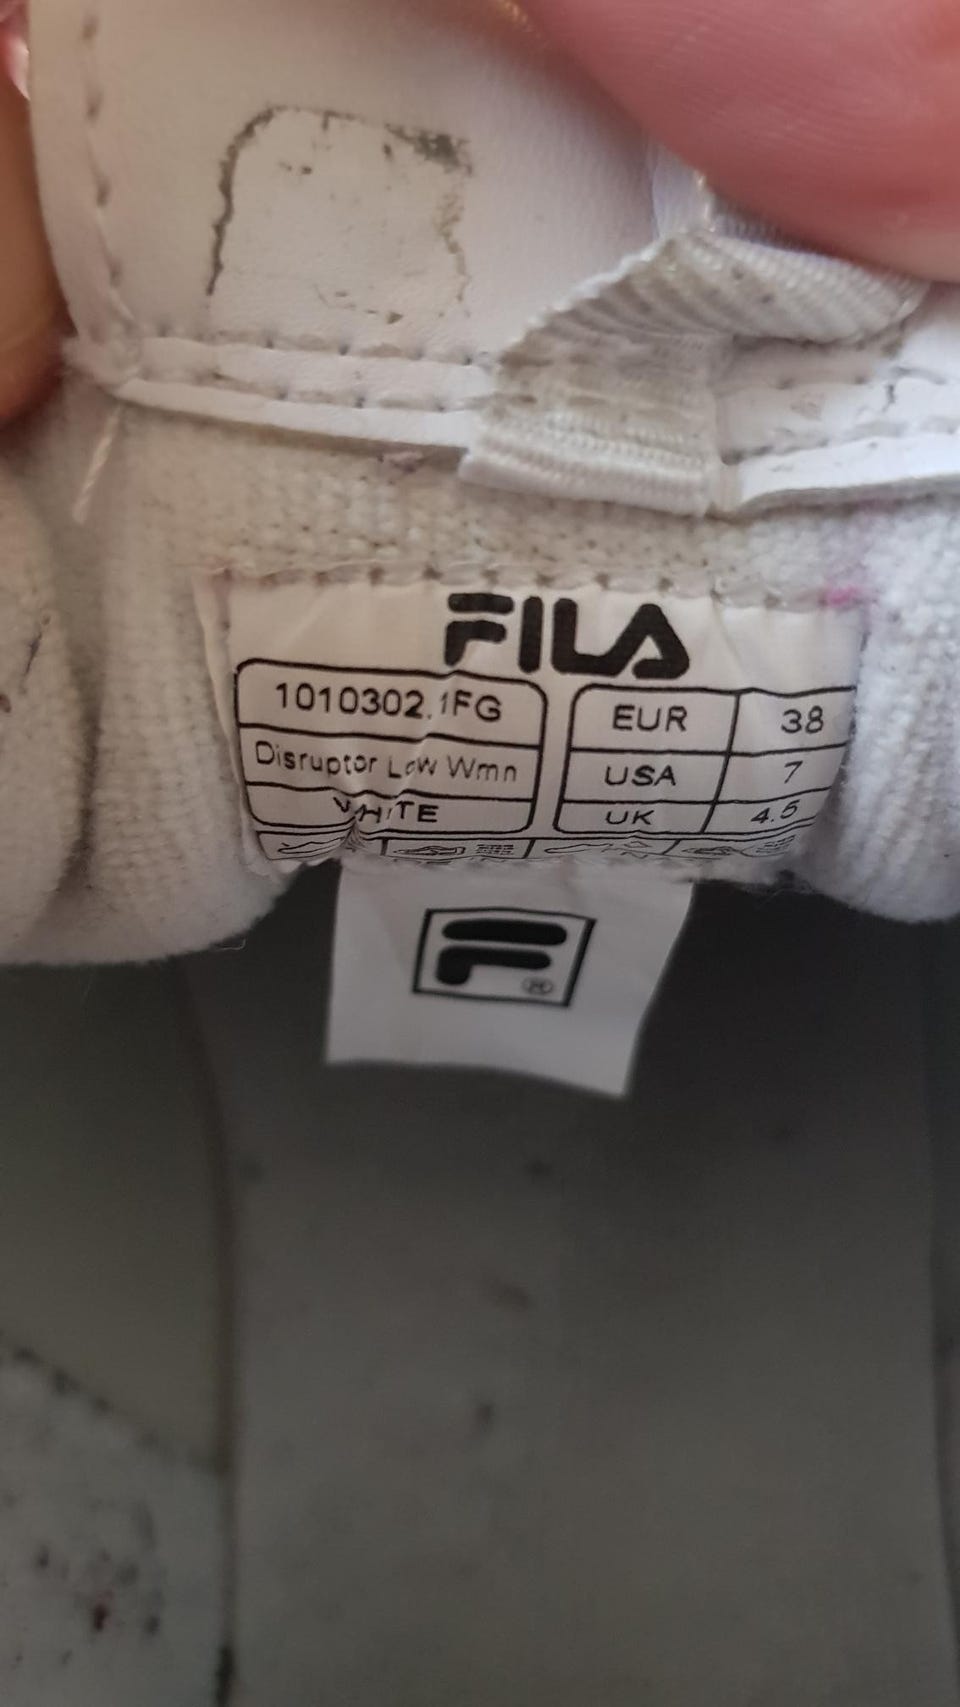 FILA
1010302.1FG
Disruptor Low Wmn
WHITE
EUR 38
USA 7
UK 4.5
F
®